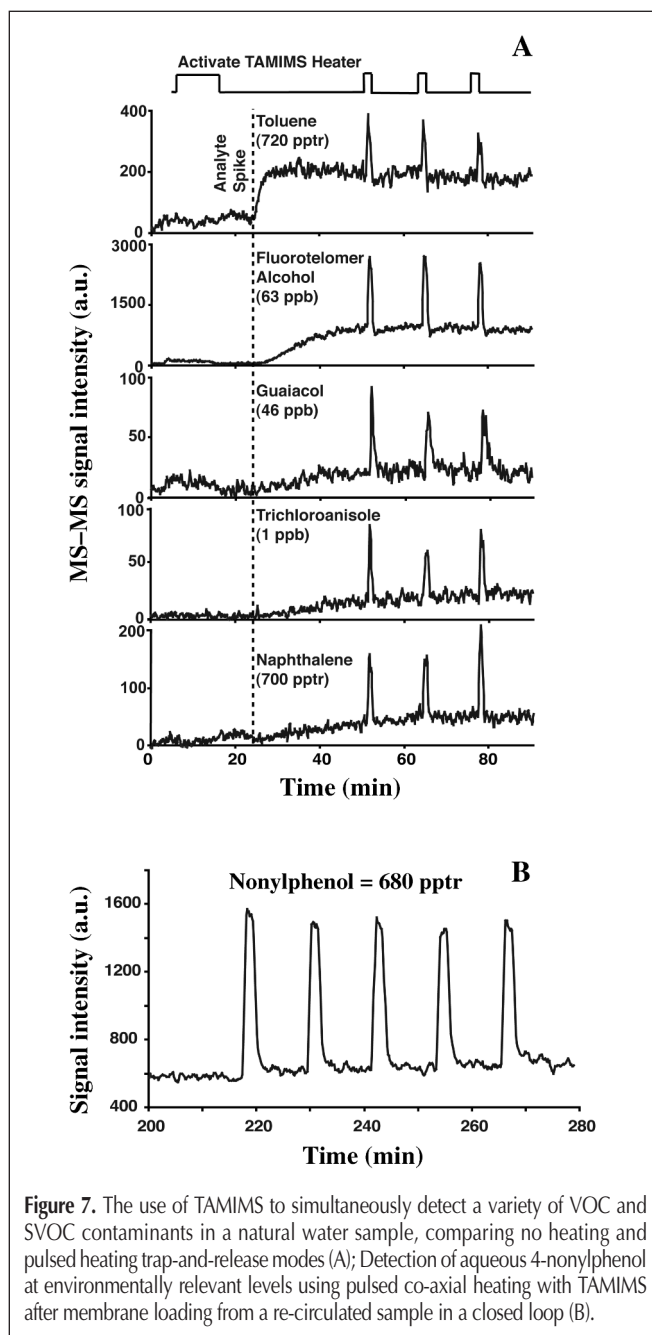 A
Activate TAMIMS Heater
400
200
0
Analyte
Spike
Toluene
(720 pptr)
3000
1500
0
Fluorotelomer
Alcohol
(63 ppb)
100
50
0
Guaiacol
(46 ppb)
100
50
0
Trichloroanisole
(1 ppb)
200
100
0
Naphthalene
(700 pptr)
MS–MS signal intensity (a.u.)
0 20 40 60 80
Time (min)
B
Nonylphenol = 680 pptr
1600
1200
800
400
Signal intensity (a.u.)
200 220 240 260 280
Time (min)
Figure 7. The use of TAMIMS to simultaneously detect a variety of VOC and
SVOC contaminants in a natural water sample, comparing no heating and
pulsed heating trap-and-release modes (A); Detection of aqueous 4-nonylphenol
at environmentally relevant levels using pulsed co-axial heating with TAMIMS
after membrane loading from a re-circulated sample in a closed loop (B).